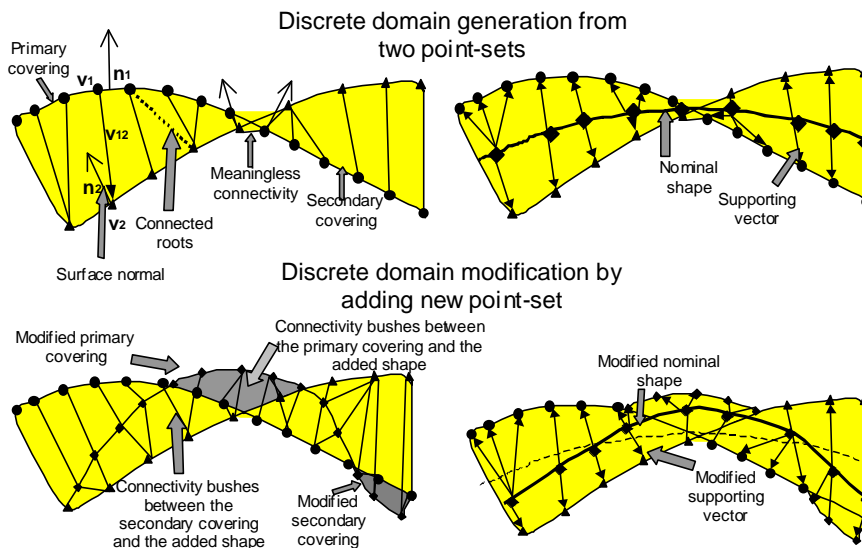 Discrete domain generation from
two point-sets
Primary
covering
v1
n1
v12
n2
v2
Connected
roots
Surface normal
Meaningless
connectivity
Secondary
covering
Nominal
shape
Supporting
vector
Discrete domain modification by
adding new point-set
Modified primary
covering
Connectivity bushes between
the primary covering and the
added shape
Connectivity bushes
between the
secondary covering
and the added shape
Modified
secondary
covering
Modified nominal
shape
Modified
supporting
vector